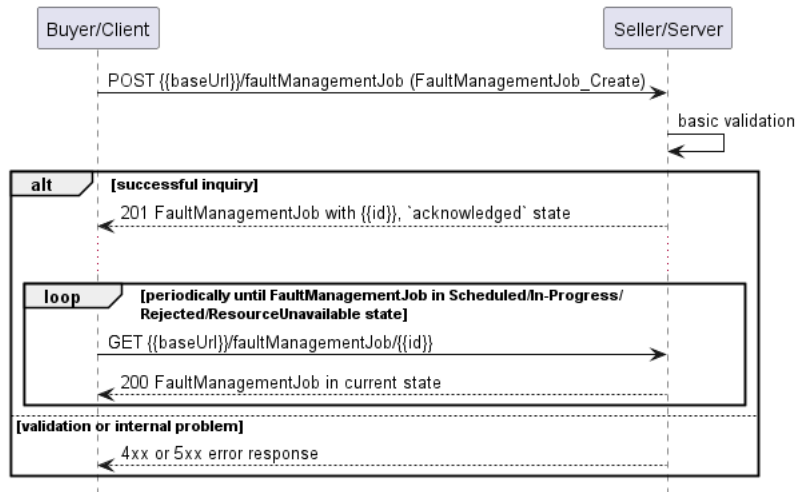 Buyer/Client
Seller/Server
POST {{baseUrl}}/faultManagementJob (FaultManagementJob_Create)
basic validation
alt
[successful inquiry]
201 FaultManagementJob with {{id}}, `acknowledged` state
loop
[periodically until FaultManagementJob in Scheduled/In-Progress/
Rejected/ResourceUnavailable state]
GET {{baseUrl}}/faultManagementJob/{{id}}
200 FaultManagementJob in current state
[validation or internal problem]
4xx or 5xx error response